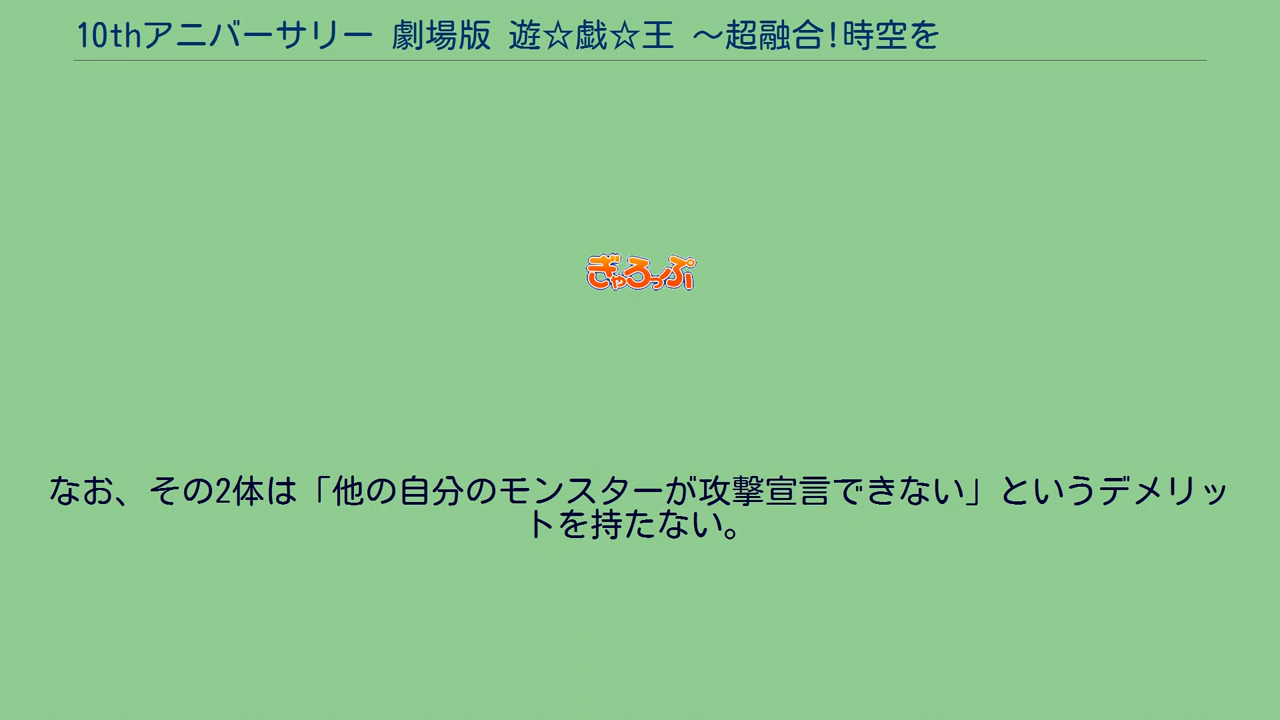 10thアニバーサリー 劇場版 遊☆戯☆王 ～超融合!時空を
ぎゃろっぷ
なお、その2体は「他の自分のモンスターが攻撃宣言できない」というデメリッ
トを持たない。